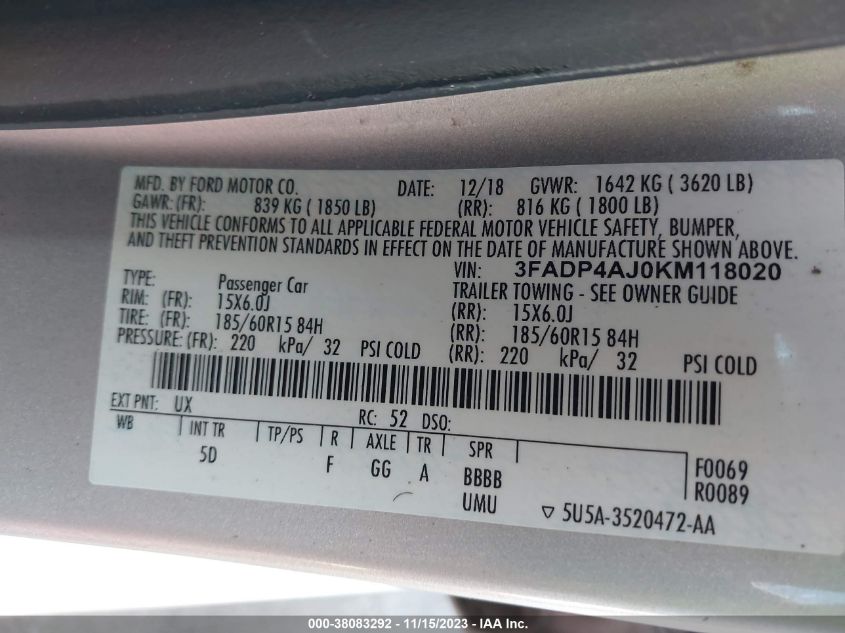 MFD. BY FORD MOTOR CO. DATE: 12/18 GVWR: 1642 KG ( 3620 LB)
GAWR: (FR): 839 KG ( 1850 LB) (RR): 816 KG ( 1800 LB)
THIS VEHICLE CONFORMS TO ALL APPLICABLE FEDERAL MOTOR VEHICLE SAFETY, BUMPER,
AND THEFT PREVENTION STANDARDS IN EFFECT ON THE DATE OF MANUFACTURE SHOWN ABOVE.
VIN: 3FADP4AJ0KM118020
TYPE: Passenger Car TRAILER TOWING - SEE OWNER GUIDE
RIM: (FR): 15X6.0J (RR): 15X6.0J
TIRE: (FR): 185/60R15 84H (RR): 185/60R15 84H
PRESSURE: (FR): 220 kPa/ 32 PSI COLD (RR): 220 kPa/ 32 PSI COLD
EXT PNT: UX RC: 52 DSO:
WB INT TR TP/PS R AXLE TR SPR
5D F GG A BBBB F0069
UMU R0089
▽ 5U5A-3520472-AA
000-38083292 - 11/15/2023 - IAA Inc.